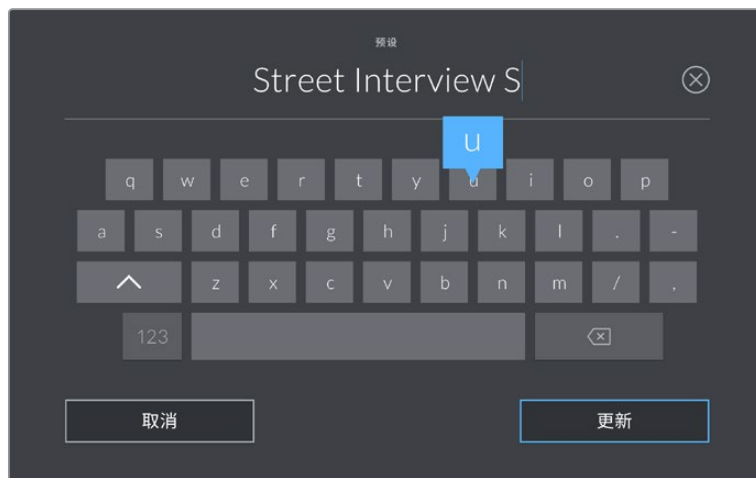 预设
Street Interview S
u
q w e r t y u i o p
a s d f g h j k l . -
z x c v b n m / ,
123
取消 更新